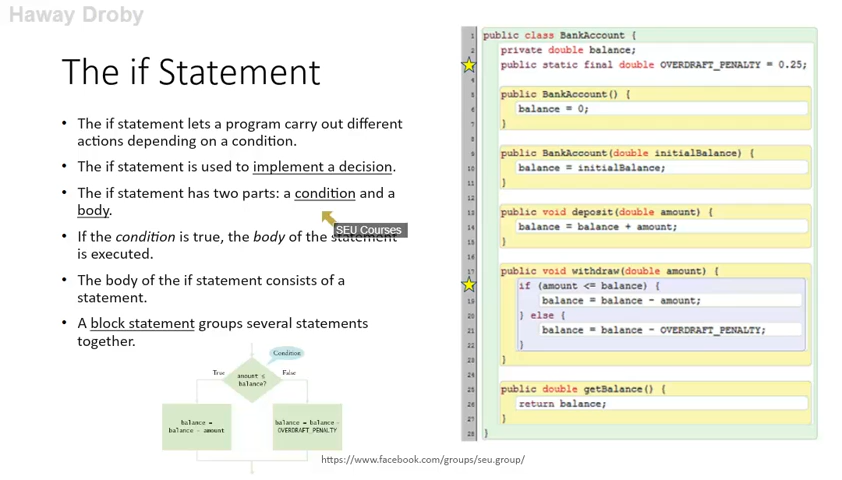 Haway Droby
The if Statement
• The if statement lets a program carry out different
actions depending on a condition.
• The if statement is used to implement a decision.
• The if statement has two parts: a condition and a
body.
SEU Courses
• If the condition is true, the body of the statement
is executed.
• The body of the if statement consists of a
statement.
• A block statement groups several statements
together.
Condition
True
False
amount ≤
balance?
balance =
balance - amount
balance = balance -
OVERDRAFT_PENALTY
1 public class BankAccount {
2 private double balance;
3 public static final double OVERDRAFT_PENALTY = 0.25;
4
5 public BankAccount() {
6 balance = 0;
7 }
8
9 public BankAccount(double initialBalance) {
10 balance = initialBalance;
11 }
12
13 public void deposit(double amount) {
14 balance = balance + amount;
15 }
16
17 public void withdraw(double amount) {
if (amount <= balance) {
19 balance = balance - amount;
20 } else {
21 balance = balance - OVERDRAFT_PENALTY;
22 }
23 }
24
25 public double getBalance() {
26 return balance;
27 }
28 }
https://www.facebook.com/groups/seu.group/